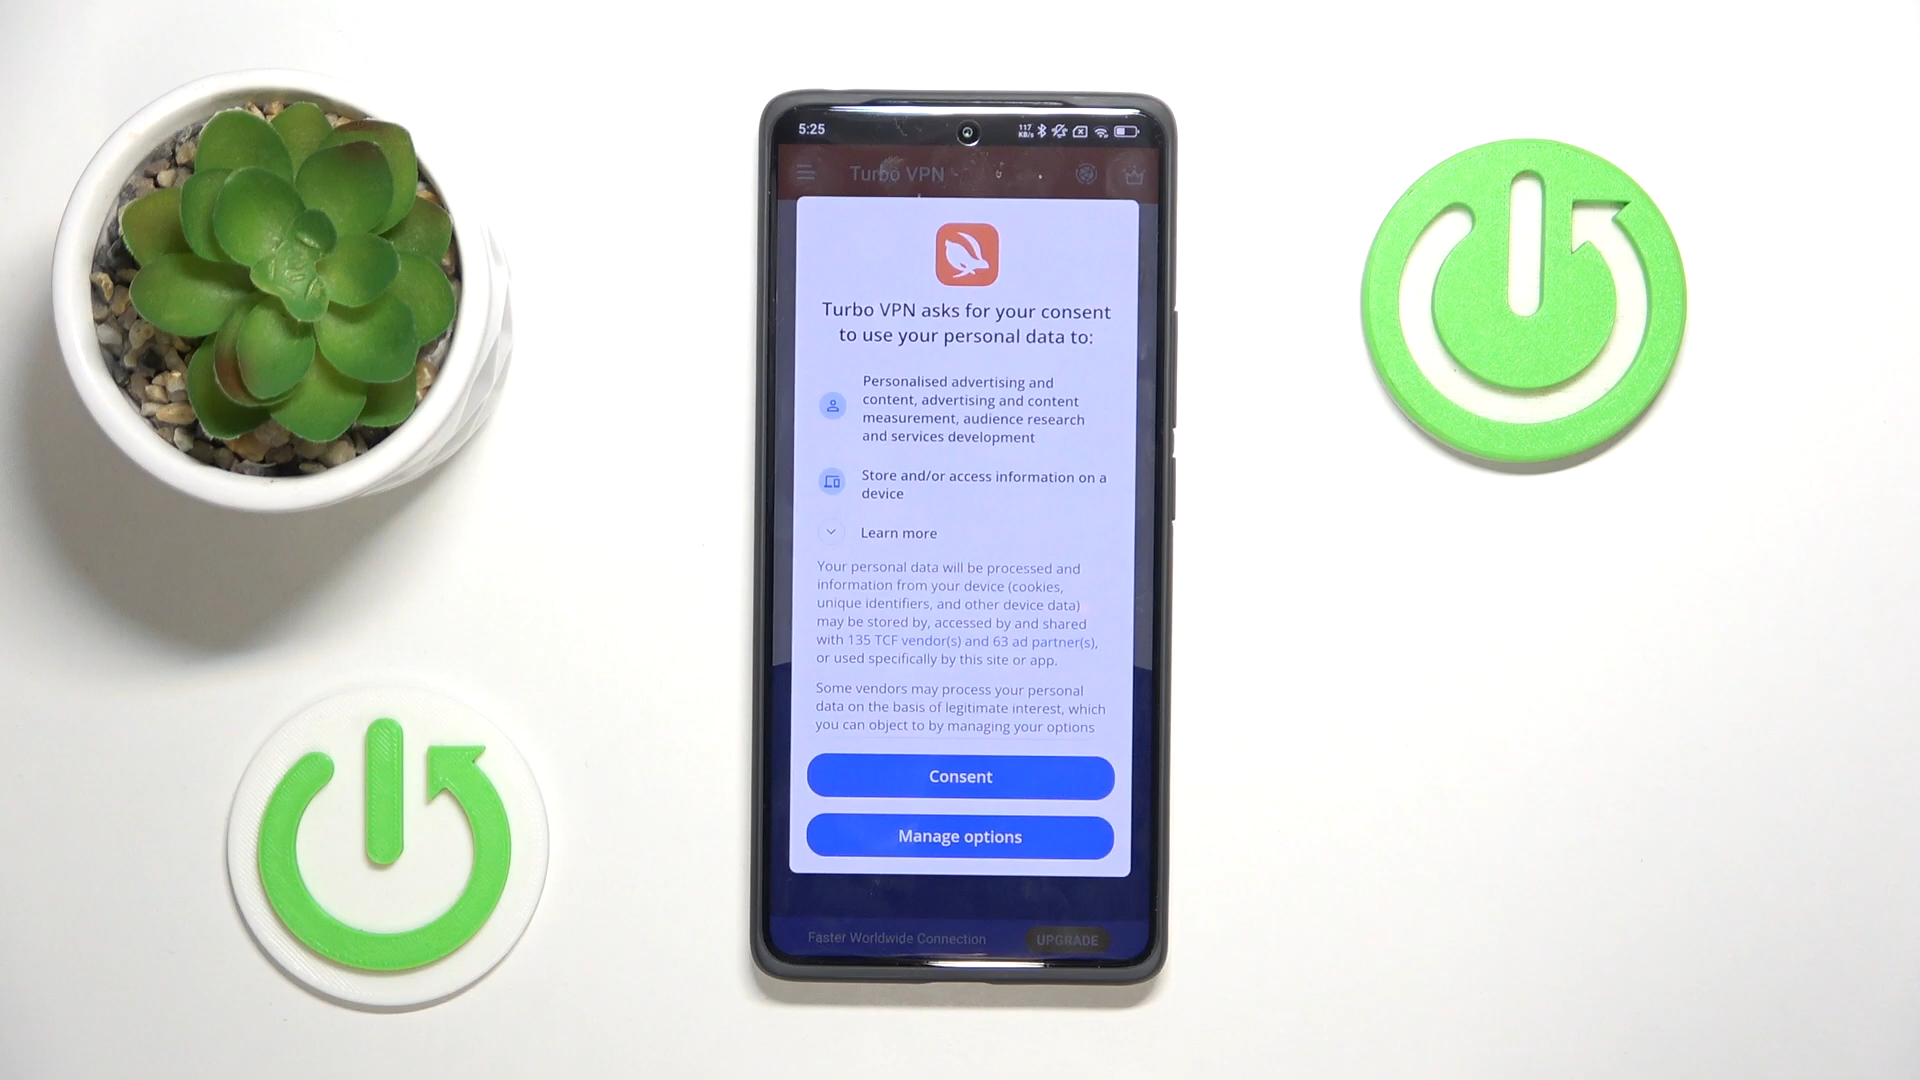 5:25
117
KB/s
Turbo VPN
Turbo VPN asks for your consent
to use your personal data to:
Personalised advertising and
content, advertising and content
measurement, audience research
and services development
Store and/or access information on a
device
Learn more
Your personal data will be processed and
information from your device (cookies,
unique identifiers, and other device data)
may be stored by, accessed by and shared
with 135 TCF vendor(s) and 63 ad partner(s),
or used specifically by this site or app.
Some vendors may process your personal
data on the basis of legitimate interest, which
you can object to by managing your options
Consent
Manage options
Faster Worldwide Connection
UPGRADE